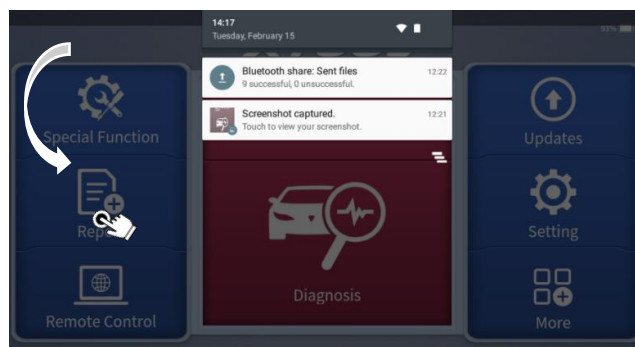 14:17
Tuesday, February 15
92%
Bluetooth share: Sent files
12:22
9 successful, 0 unsuccessful.
Screenshot captured.
12:21
Touch to view your screenshot.
Special Function
Updates
Setting
Diagnosis
Remote Control
More